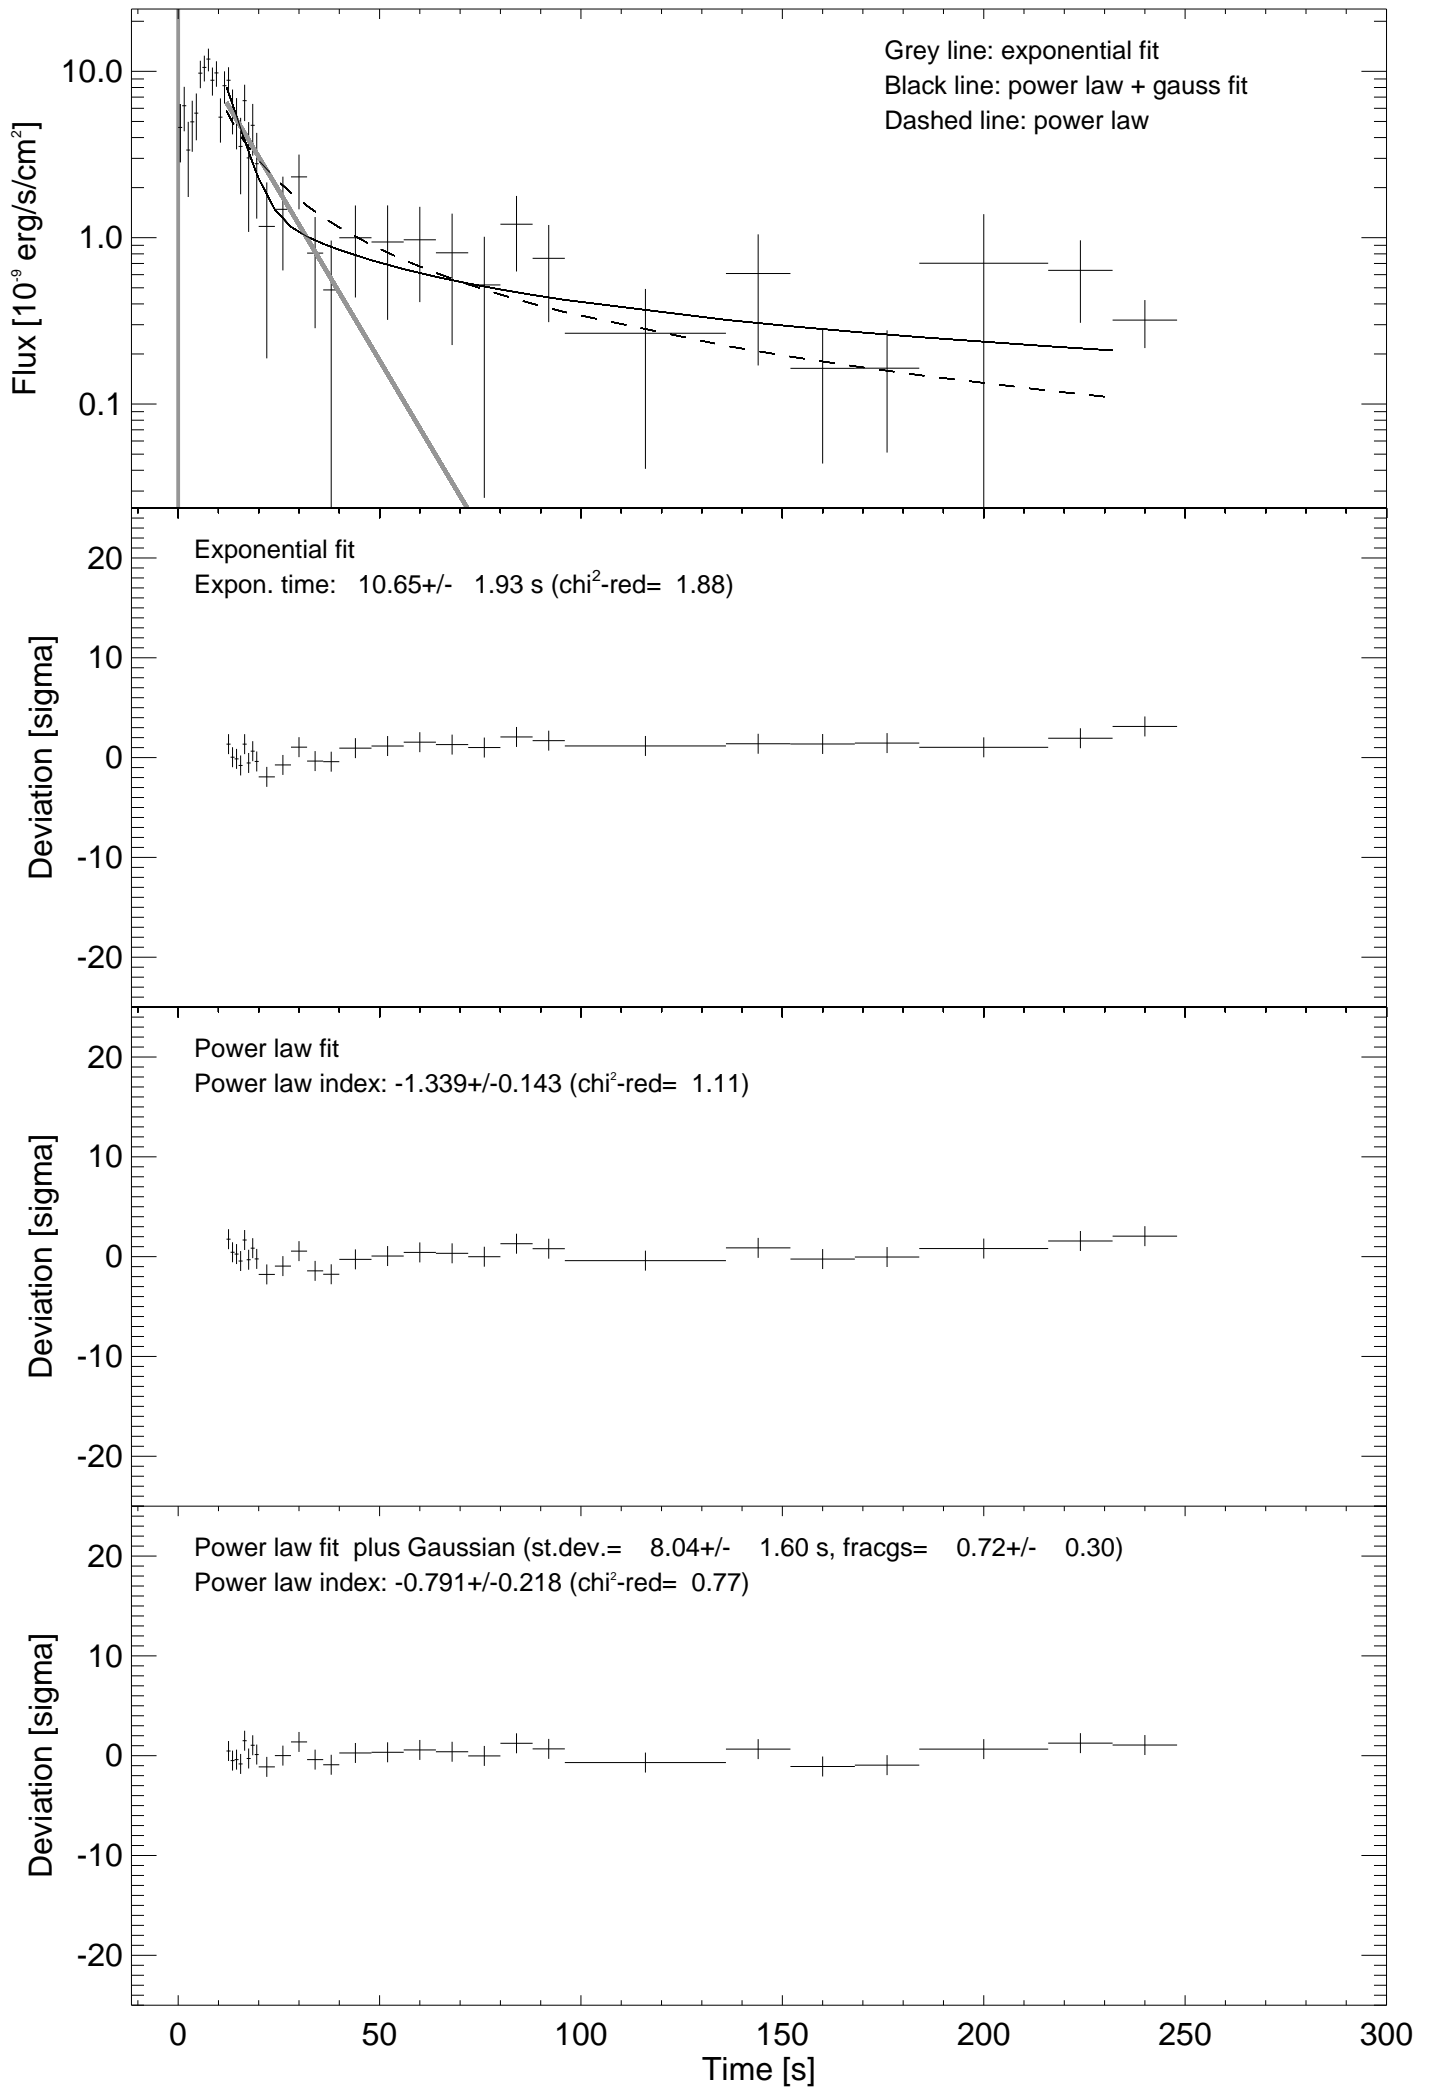 Grey line: exponential fit
Black line: power law + gauss fit
Dashed line: power law
10.0
1.0
0.1
Flux [10⁻⁹ erg/s/cm²]
Exponential fit
Expon. time: 10.65+/- 1.93 s (chi²-red= 1.88)
20
10
0
-10
-20
Deviation [sigma]
Power law fit
Power law index: -1.339+/-0.143 (chi²-red= 1.11)
20
10
0
-10
-20
Deviation [sigma]
Power law fit plus Gaussian (st.dev.= 8.04+/- 1.60 s, fracgs= 0.72+/- 0.30)
Power law index: -0.791+/-0.218 (chi²-red= 0.77)
20
10
0
-10
-20
Deviation [sigma]
0 50 100 150 200 250 300
Time [s]